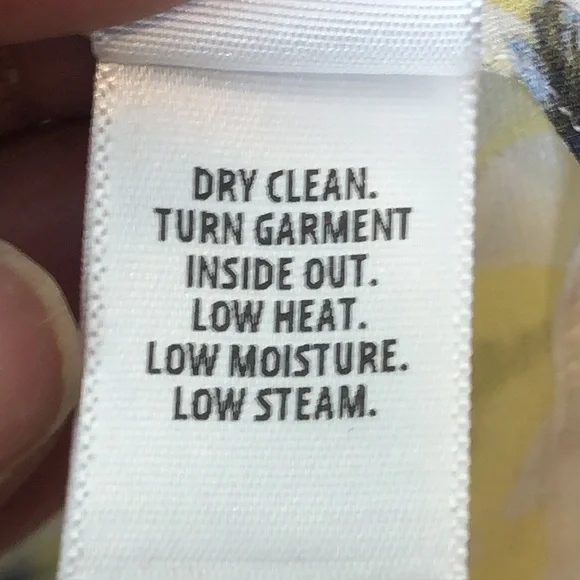 DRY CLEAN.
TURN GARMENT
INSIDE OUT.
LOW HEAT.
LOW MOISTURE.
LOW STEAM.